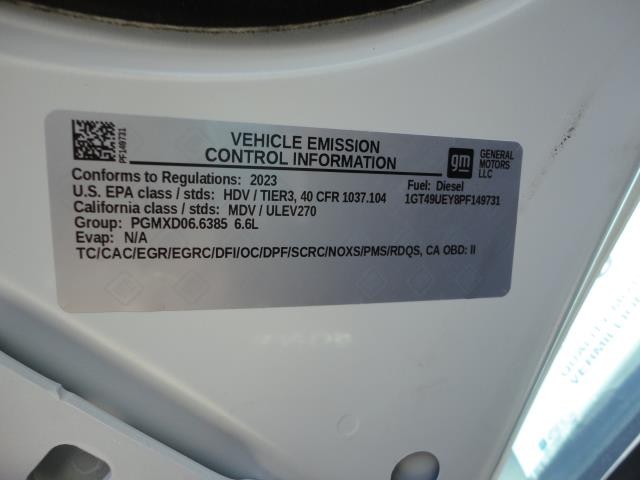 PF149731
VEHICLE EMISSION
CONTROL INFORMATION
gm
GENERAL
MOTORS
LLC
Conforms to Regulations: 2023
Fuel: Diesel
U.S. EPA class / stds: HDV / TIER3, 40 CFR 1037.104
1GT49UEY8PF149731
California class / stds: MDV / ULEV270
Group: PGMXD06.6385 6.6L
Evap: N/A
TC/CAC/EGR/EGRC/DFI/OC/DPF/SCRC/NOXS/PMS/RDQS, CA OBD: II